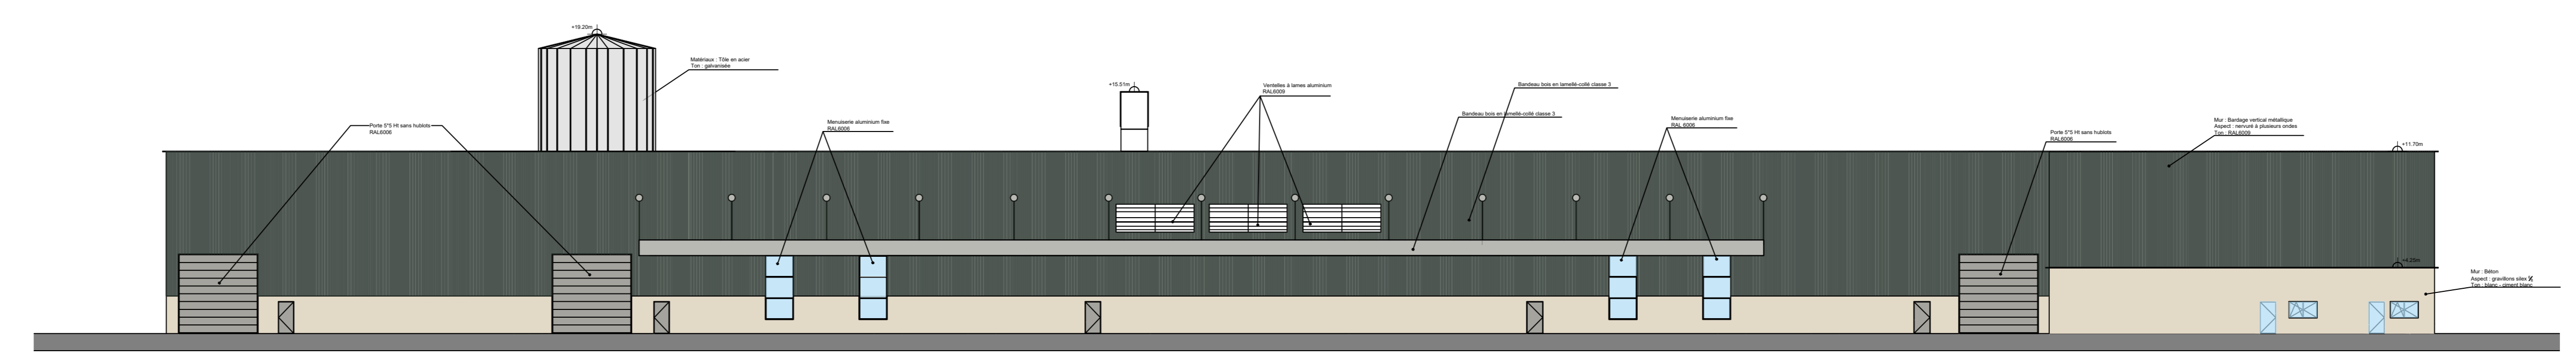 +19.20m
Matériaux : Tôle en acier
Ton : galvanisée
+15.51m
Ventelles à lames aluminium
RAL6009
Bandeau bois en lamellé-collé classe 3
Bandeau bois en lamellé-collé classe 3
Porte 5*5 Ht sans hublots
RAL6006
Menuiserie aluminium fixe
RAL6006
Menuiserie aluminium fixe
RAL 6006
Porte 5*5 Ht sans hublots
RAL6006
Mur : Bardage vertical métallique
Aspect : nervuré à plusieurs ondes
Ton : RAL6009
+11.70m
+4.25m
Mur : Béton
Aspect : gravillons silex
Ton : blanc - ciment blanc